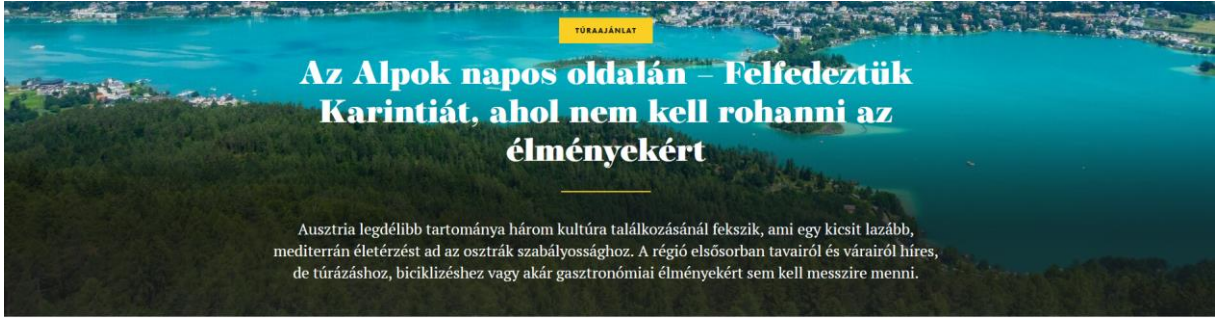 TÚRAAJÁNLAT
Az Alpok napos oldalán – Felfedeztük
Karintiát, ahol nem kell rohanni az
élményekért
Ausztria legdélibb tartománya három kultúra találkozásánál fekszik, ami egy kicsit lazább,
mediterrán életérzést ad az osztrák szabályossághoz. A régió elsősorban tavairól és várairól híres,
de túrázáshoz, biciklizéshez vagy akár gasztronómiai élményekért sem kell messzire menni.